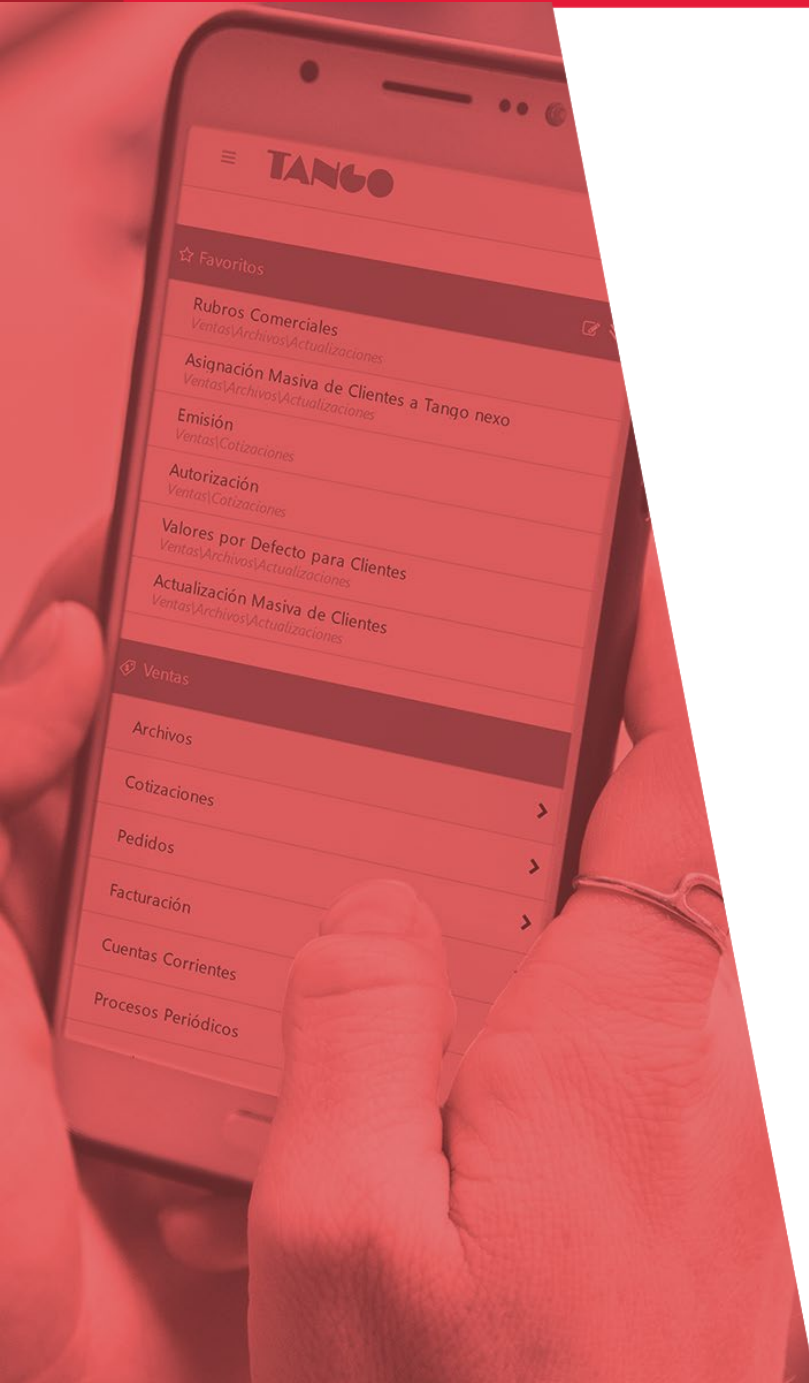 TANGO
Favoritos
Rubros Comerciales
Ventas\Archivos\Actualizaciones
Asignación Masiva de Clientes a Tango nexo
Ventas\Archivos\Actualizaciones
Emisión
Ventas\Cotizaciones
Autorización
Ventas\Cotizaciones
Valores por Defecto para Clientes
Ventas\Archivos\Actualizaciones
Actualización Masiva de Clientes
Ventas\Archivos\Actualizaciones
Ventas
Archivos
Cotizaciones
Pedidos
Facturación
Cuentas Corrientes
Procesos Periódicos